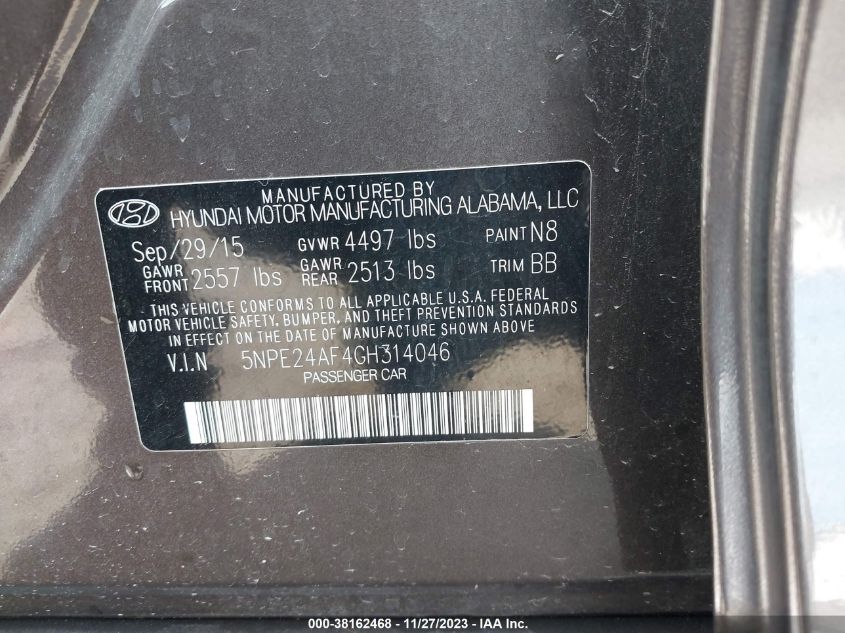 MANUFACTURED BY
HYUNDAI MOTOR MANUFACTURING ALABAMA, LLC
Sep/29/15 GVWR 4497 lbs PAINT N8
GAWR FRONT 2557 lbs GAWR REAR 2513 lbs TRIM BB
THIS VEHICLE CONFORMS TO ALL APPLICABLE U.S.A. FEDERAL
MOTOR VEHICLE SAFETY, BUMPER, AND THEFT PREVENTION STANDARDS
IN EFFECT ON THE DATE OF MANUFACTURE SHOWN ABOVE
V.I.N 5NPE24AF4GH314046
PASSENGER CAR
000-38162468 - 11/27/2023 - IAA Inc.